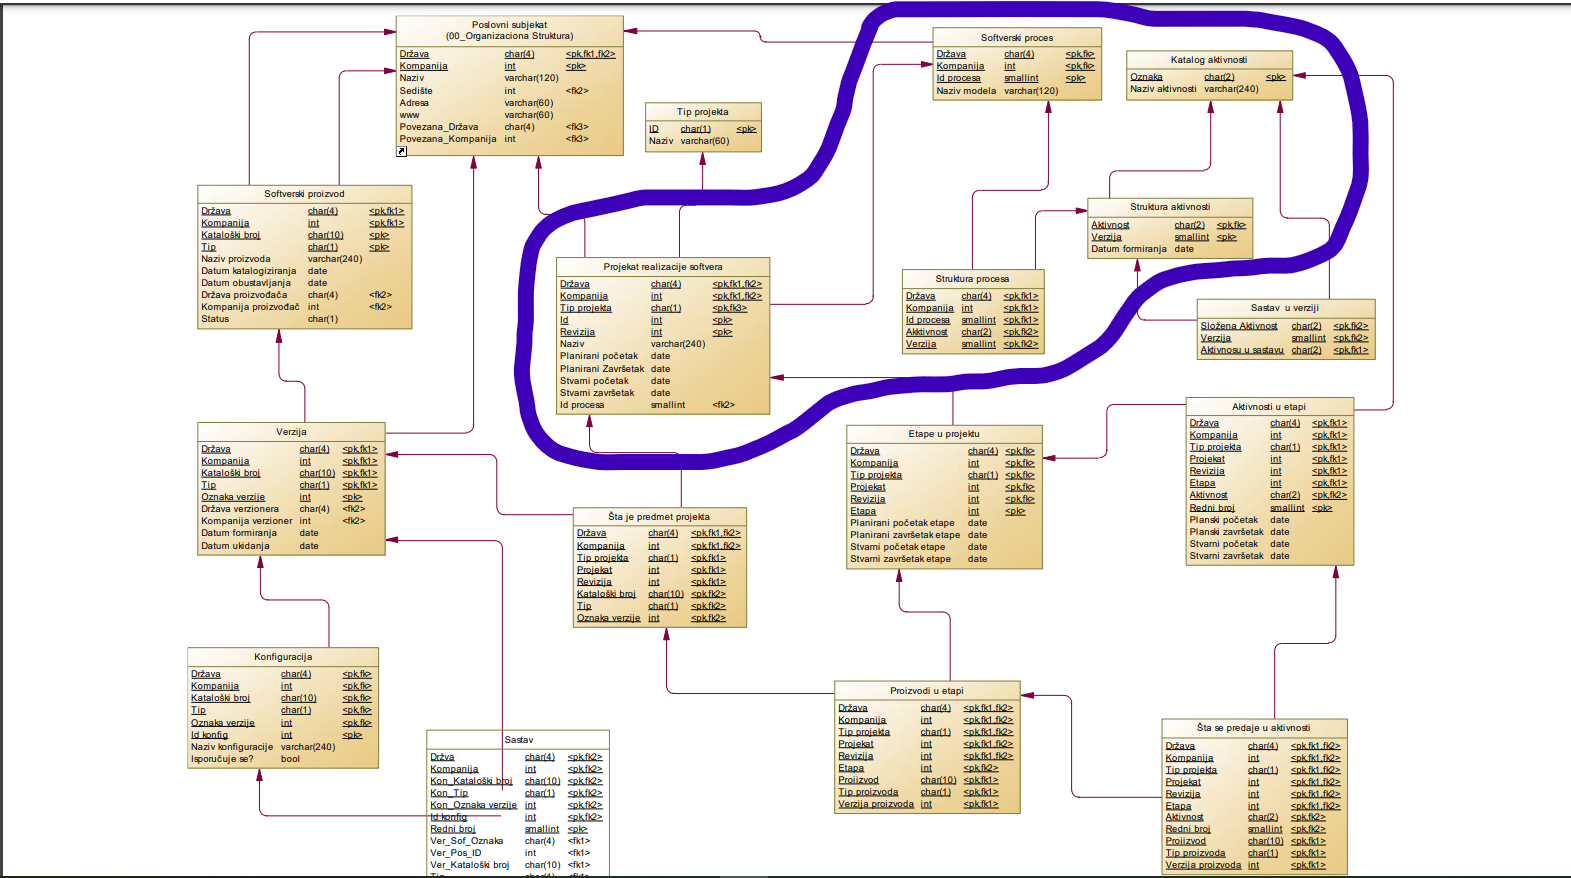 Poslovni subjekat
(00_Organizaciona Struktura)
Država char(4) <pk,fk1,fk2>
Kompanija int <pk>
Naziv varchar(120)
Sedište int <fk2>
Adresa varchar(60)
www varchar(60)
Povezana_Država char(4) <fk3>
Povezana_Kompanija int <fk3>
Softverski proces
Država char(4) <pk,fk>
Kompanija int <pk,fk>
Id procesa smallint <pk>
Naziv modela varchar(120)
Katalog aktivnosti
Oznaka char(2) <pk>
Naziv aktivnosti varchar(240)
Tip projekta
ID char(1) <pk>
Naziv varchar(60)
Softverski proizvod
Država char(4) <pk,fk1>
Kompanija int <pk,fk1>
Kataloški broj char(10) <pk>
Tip char(1) <pk>
Naziv proizvoda varchar(240)
Datum katalogiziranja date
Datum obustavljanja date
Država proizvođača char(4) <fk2>
Kompanija proizvođač int <fk2>
Status char(1)
Struktura aktivnosti
Aktivnost char(2) <pk,fk>
Verzija smallint <pk>
Datum formiranja date
Projekat realizacije softvera
Država char(4) <pk,fk1,fk2>
Kompanija int <pk,fk1,fk2>
Tip projekta char(1) <pk,fk3>
Id int <pk>
Revizija int <pk>
Naziv varchar(240)
Planirani početak date
Planirani Završetak date
Stvarni početak date
Stvarni završetak date
Id procesa smallint <fk2>
Struktura procesa
Država char(4) <pk,fk1>
Kompanija int <pk,fk1>
Id procesa smallint <pk,fk1>
Akktivnost char(2) <pk,fk2>
Verzija smallint <pk,fk2>
Sastav u verziji
Složena Aktivnost char(2) <pk,fk2>
Verzija smallint <pk,fk2>
Aktivnosu u sastavu char(2) <pk,fk1>
Verzija
Država char(4) <pk,fk1>
Kompanija int <pk,fk1>
Kataloški broj char(10) <pk,fk1>
Tip char(1) <pk,fk1>
Oznaka verzije int <pk>
Država verzionera char(4) <fk2>
Kompanija verzioner int <fk2>
Datum formiranja date
Datum ukidanja date
Etape u projektu
Država char(4) <pk,fk>
Kompanija int <pk,fk>
Tip projekta char(1) <pk,fk>
Projekat int <pk,fk>
Revizija int <pk,fk>
Etapa int <pk>
Planirani početak etape date
Planirani završetak etape date
Stvarni početak etape date
Stvarni završetak etape date
Aktivnosti u etapi
Država char(4) <pk,fk1>
Kompanija int <pk,fk1>
Tip projekta char(1) <pk,fk1>
Projekat int <pk,fk1>
Revizija int <pk,fk1>
Etapa int <pk,fk1>
Aktivnost char(2) <pk,fk2>
Redni broj smallint <pk>
Planski početak date
Planski završetak date
Stvarni početak date
Stvarni završetak date
Šta je predmet projekta
Država char(4) <pk,fk1,fk2>
Kompanija int <pk,fk1,fk2>
Tip projekta char(1) <pk,fk1>
Projekat int <pk,fk1>
Revizija int <pk,fk1>
Kataloški broj char(10) <pk,fk2>
Tip char(1) <pk,fk2>
Oznaka verzije int <pk,fk2>
Konfiguracija
Država char(4) <pk,fk>
Kompanija int <pk,fk>
Kataloški broj char(10) <pk,fk>
Tip char(1) <pk,fk>
Oznaka verzije int <pk,fk>
Id konfig int <pk>
Naziv konfiguracije varchar(240)
Isporučuje se? bool
Proizvodi u etapi
Država char(4) <pk,fk1,fk2>
Kompanija int <pk,fk1,fk2>
Tip projekta char(1) <pk,fk1,fk2>
Projekat int <pk,fk1,fk2>
Revizija int <pk,fk1,fk2>
Etapa int <pk,fk2>
Proiizvod char(10) <pk,fk1>
Tip proizvoda char(1) <pk,fk1>
Verzija proizvoda int <pk,fk1>
Šta se predaje u aktivnosti
Država char(4) <pk,fk1,fk2>
Kompanija int <pk,fk1,fk2>
Tip projekta char(1) <pk,fk1,fk2>
Projekat int <pk,fk1,fk2>
Revizija int <pk,fk1,fk2>
Etapa int <pk,fk1,fk2>
Aktivnost char(2) <pk,fk2>
Redni broj smallint <pk,fk2>
Proiizvod char(10) <pk,fk1>
Tip proizvoda char(1) <pk,fk1>
Verzija proizvoda int <pk,fk1>
Sastav
Držva char(4) <pk,fk2>
Kompanija int <pk,fk2>
Kon_Kataloški broj char(10) <pk,fk2>
Kon_Tip char(1) <pk,fk2>
Kon_Oznaka verzije int <pk,fk2>
Id konfig int <pk,fk2>
Redni broj smallint <pk>
Ver_Sof_Oznaka char(4) <fk1>
Ver_Pos_ID int <fk1>
Ver_Kataloški broj char(10) <fk1>